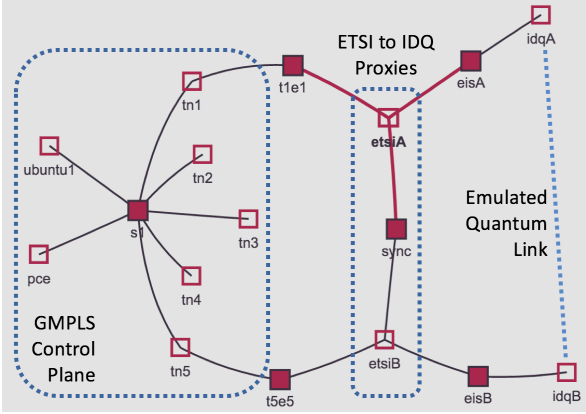 idqA
ETSI to IDQ
Proxies
eisA
t1e1
tn1
etsiA
ubuntu1
tn2
Emulated
Quantum
Link
s1
tn3
sync
pce
tn4
GMPLS
Control
Plane
tn5
etsiB
t5e5
eisB
idqB